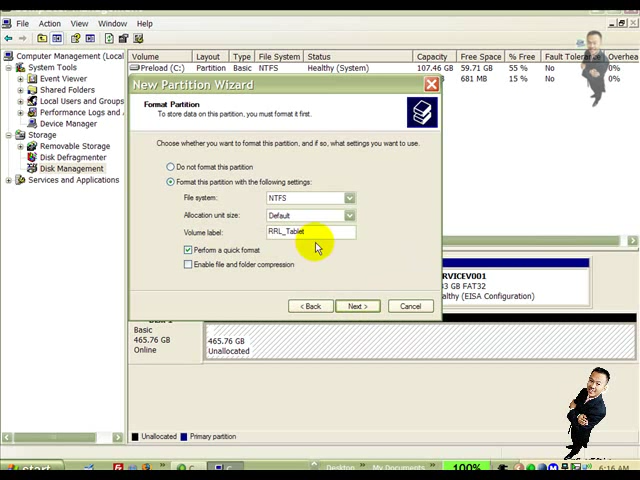 File Action View Window Help
Computer Management (Local
System Tools
Event Viewer
Shared Folders
Local Users and Groups
Performance Logs and A
Device Manager
Storage
Removable Storage
Disk Defragmenter
Disk Management
Services and Applications
Volume Layout Type File System Status Capacity Free Space % Free Fault Tolerance Overhea
Preload (C:) Partition Basic NTFS Healthy (System) 107.46 GB 59.71 GB 55 % No
681 MB 15 % No
New Partition Wizard
Format Partition
To store data on this partition, you must format it first.
Choose whether you want to format this partition, and if so, what settings you want to use.
Do not format this partition
Format this partition with the following settings:
File system: NTFS
Allocation unit size: Default
Volume label: RRL_Tablet
Perform a quick format
Enable file and folder compression
< Back Next > Cancel
ERVICEV001
33 GB FAT32
ealthy (EISA Configuration)
Basic
465.76 GB
Online
465.76 GB
Unallocated
Unallocated Primary partition
start
Desktop
My Documents
100%
6:16 AM